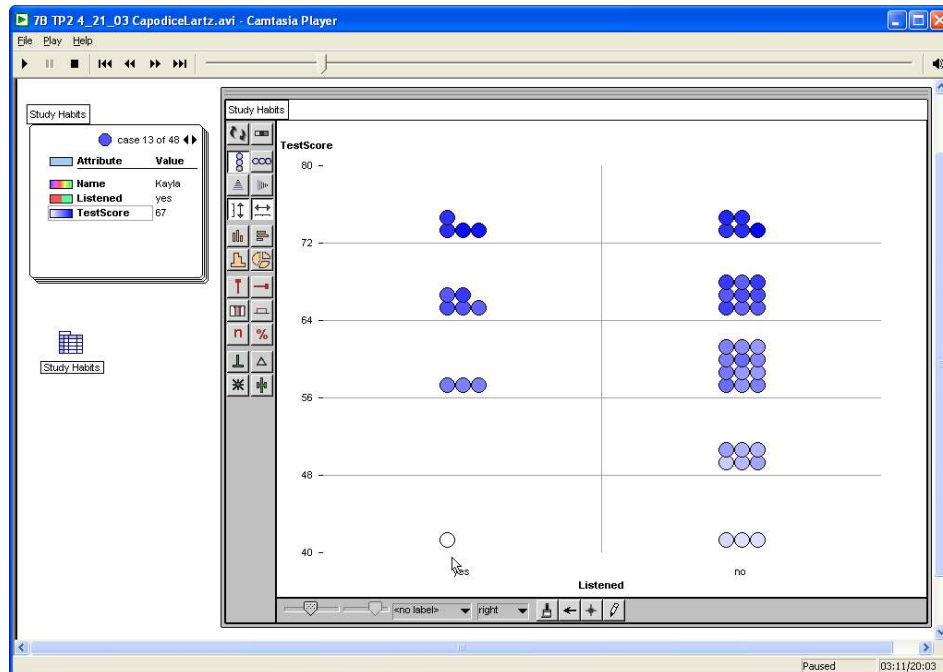 7B TP2 4_21_03 CapodiceLartz.avi - Camtasia Player
File Play Help
Study Habits
case 13 of 48
Attribute Value
Name Kayla
Listened yes
TestScore 67
Study Habits
Study Habits
TestScore
80
72
64
56
48
40
yes no
Listened
n %
<no label> right
Paused 03:11/20:03